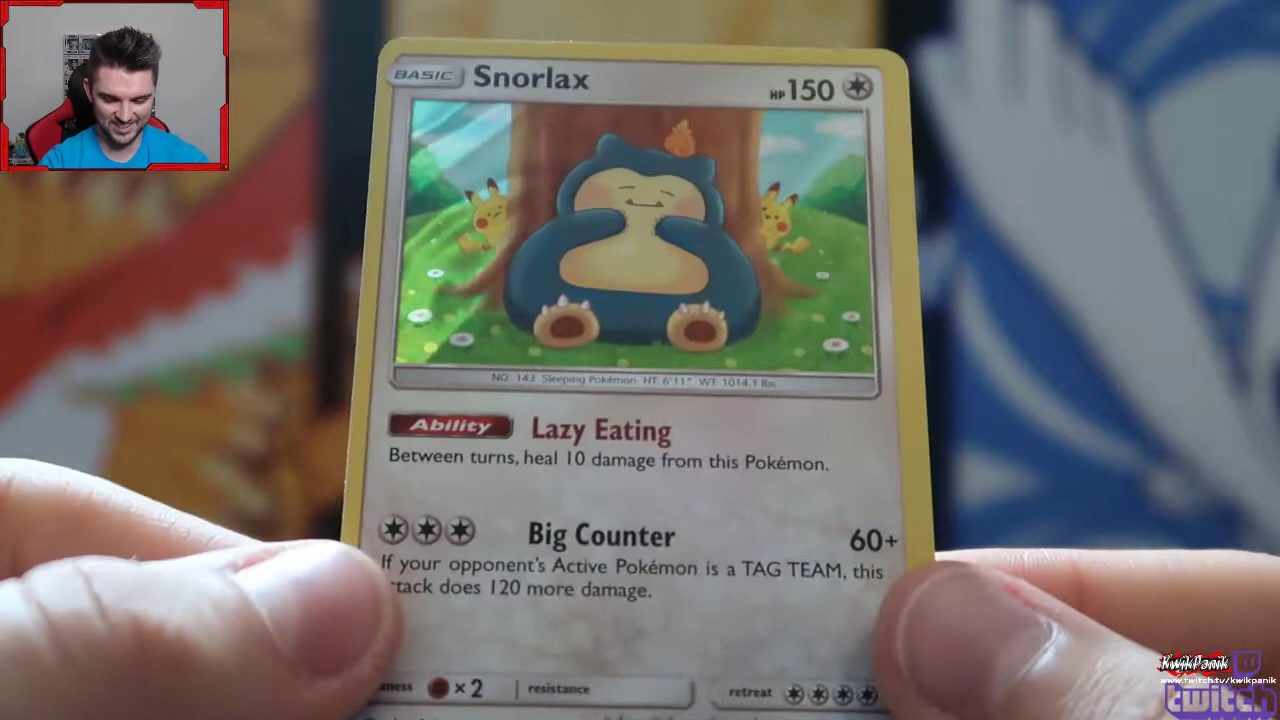 BASIC Snorlax HP 150
NO. 143 Sleeping Pokémon HT: 6'11" WT: 1014.1 lbs.
Ability Lazy Eating
Between turns, heal 10 damage from this Pokémon.
Big Counter 60+
If your opponent's Active Pokémon is a TAG TEAM, this
tack does 120 more damage.
ness ×2 resistance retreat
KwikPanik
www.twitch.tv/kwikpanik
twitch